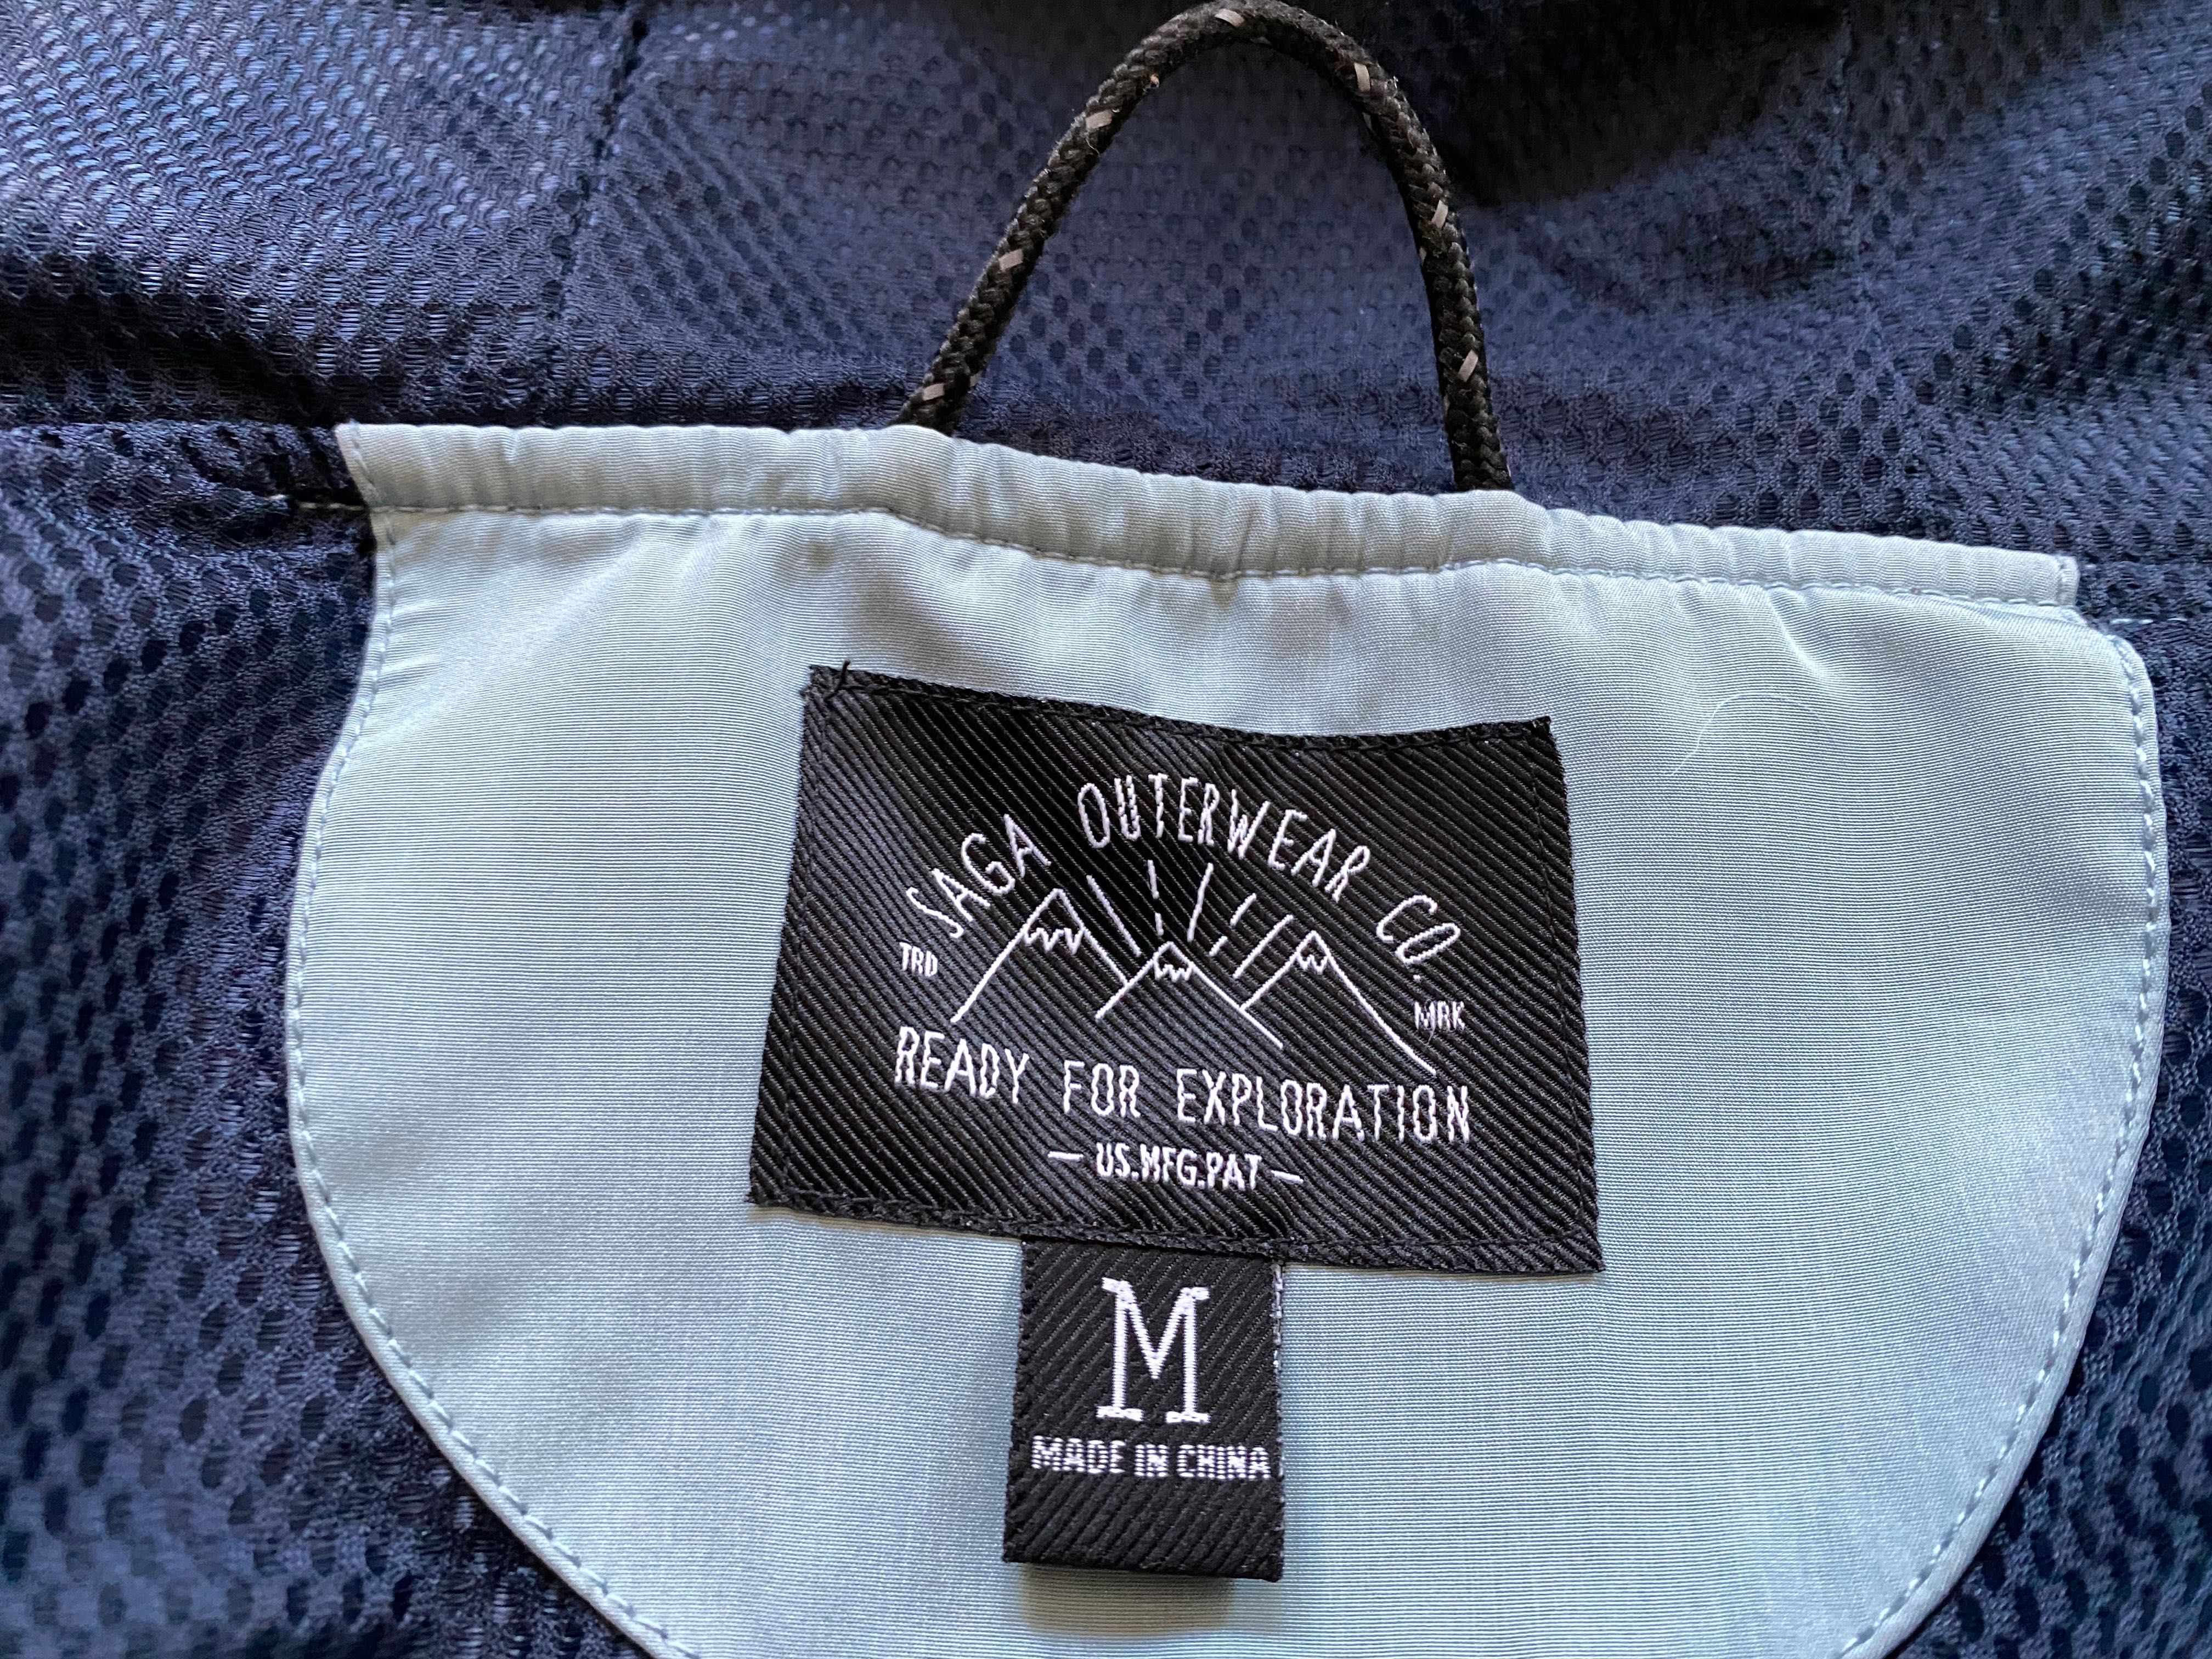 SAGA OUTERWEAR CO.
TRD
MRK
READY FOR EXPLORATION
— US.MFG.PAT —
M
MADE IN CHINA